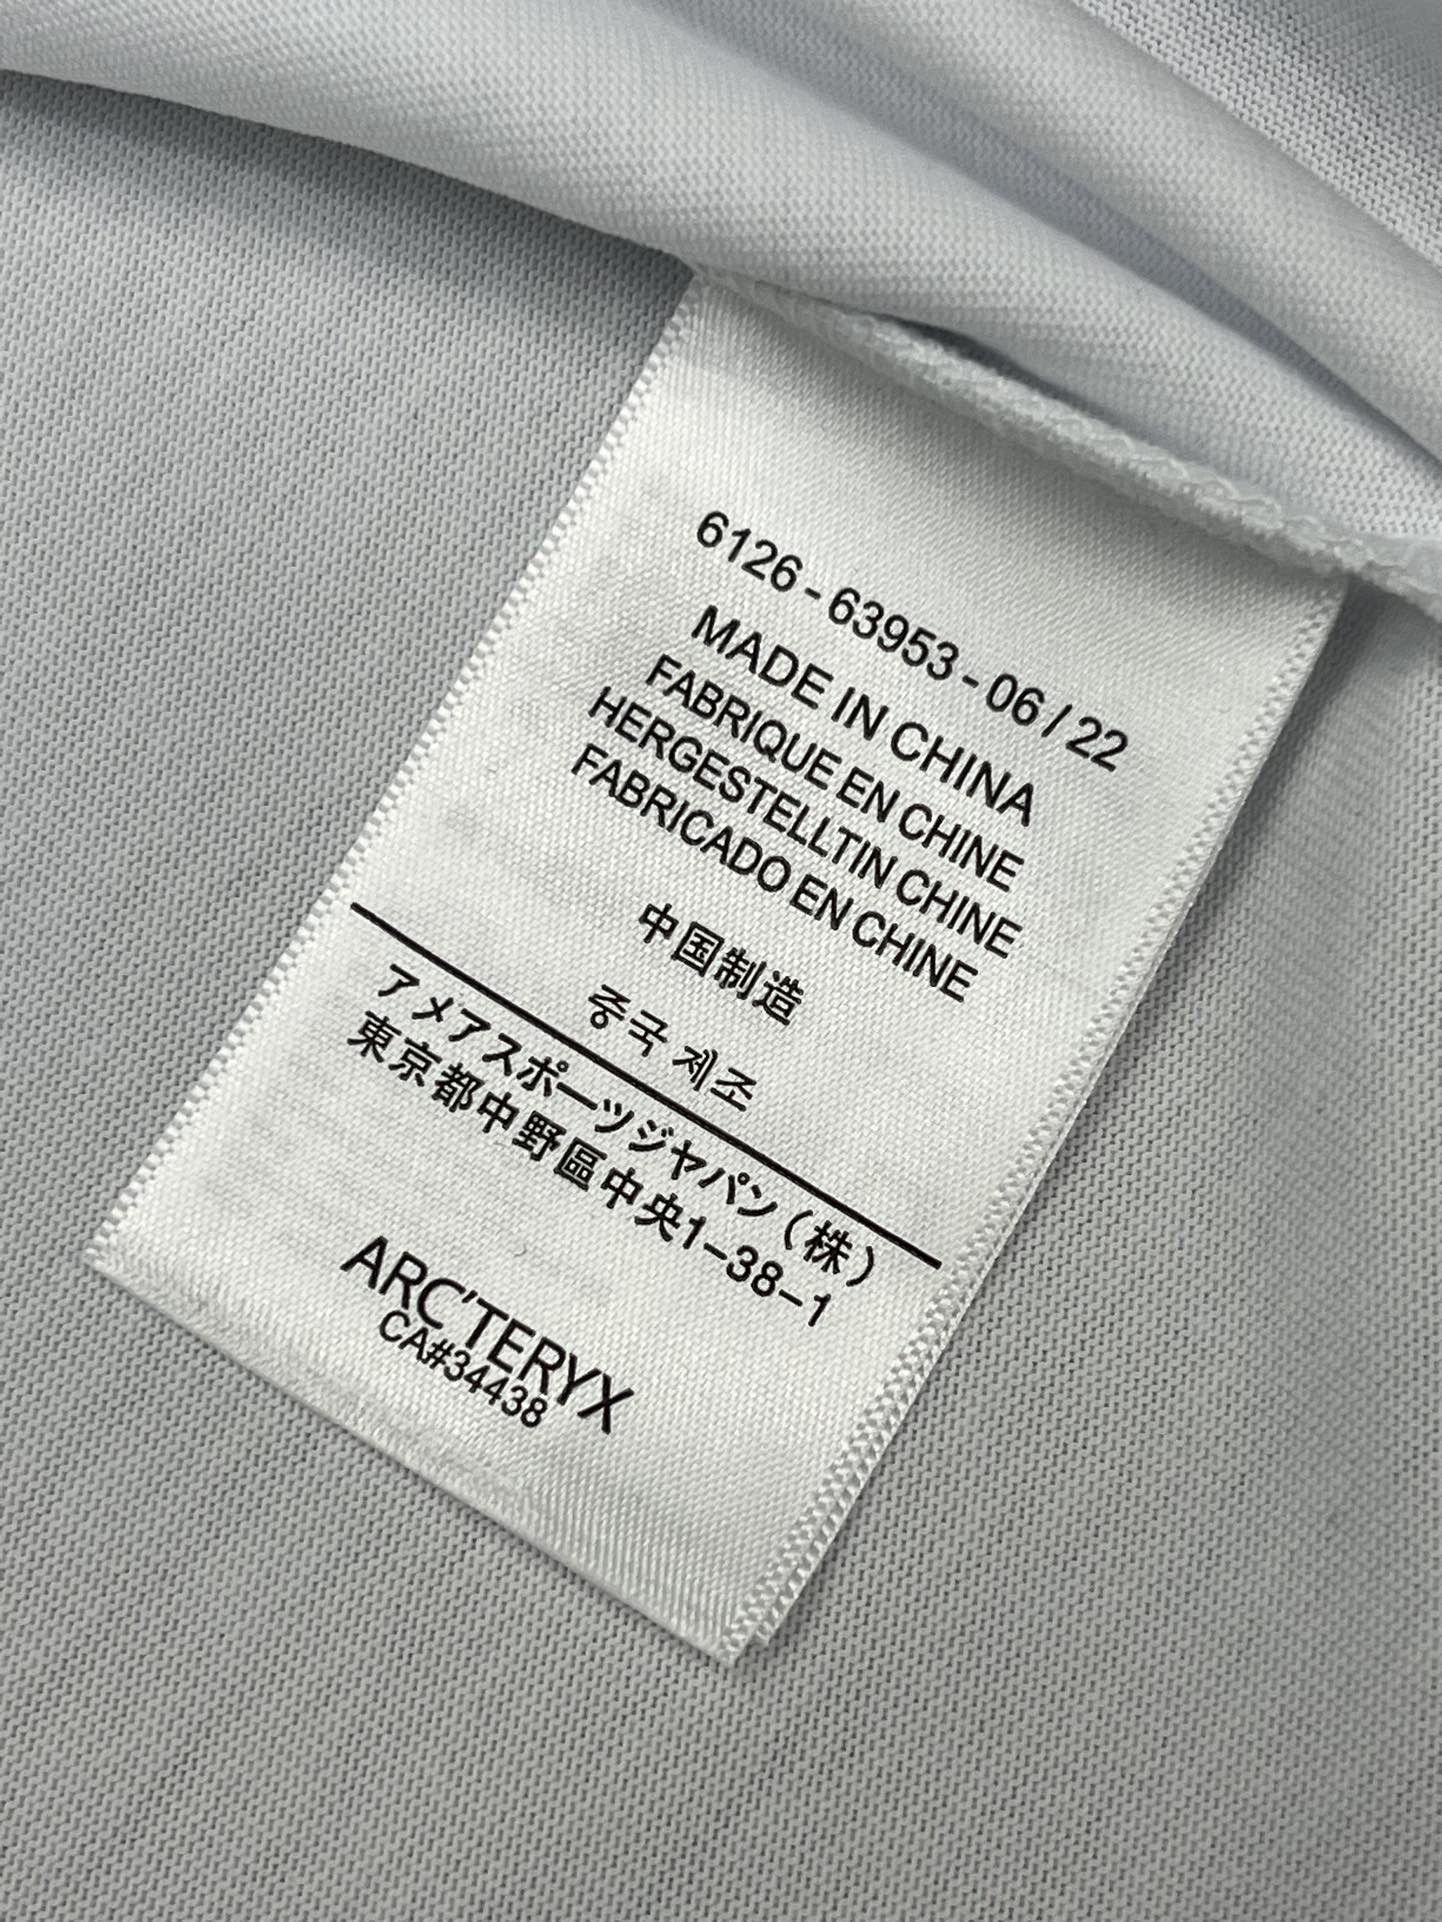 6126-63953-06/22
MADE IN CHINA
FABRIQUE EN CHINE
HERGESTELLTIN CHINE
FABRICADO EN CHINE
中国制造
중국 제조
アメアスポーツジャパン（株）
東京都中野區中央1-38-1
ARC'TERYX
CA#34438